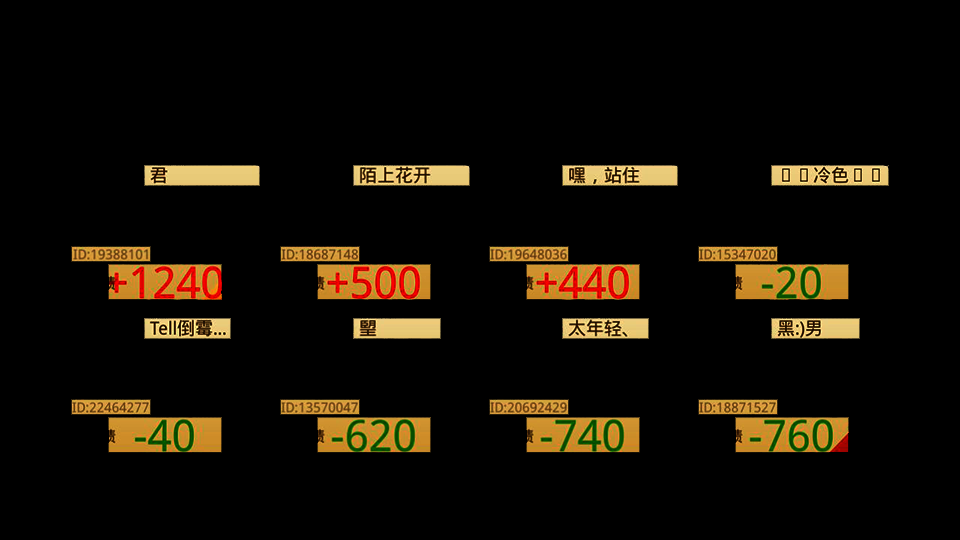 君
陌上花开
嘿，站住
冷色
ID:19388101
ID:18687148
ID:19648036
ID:15347020
+1240
+500
+440
-20
Tell倒霉...
太年轻、
黑:)男
ID:22464277
ID:13570047
ID:20692429
ID:18871527
-40
-620
-740
-760